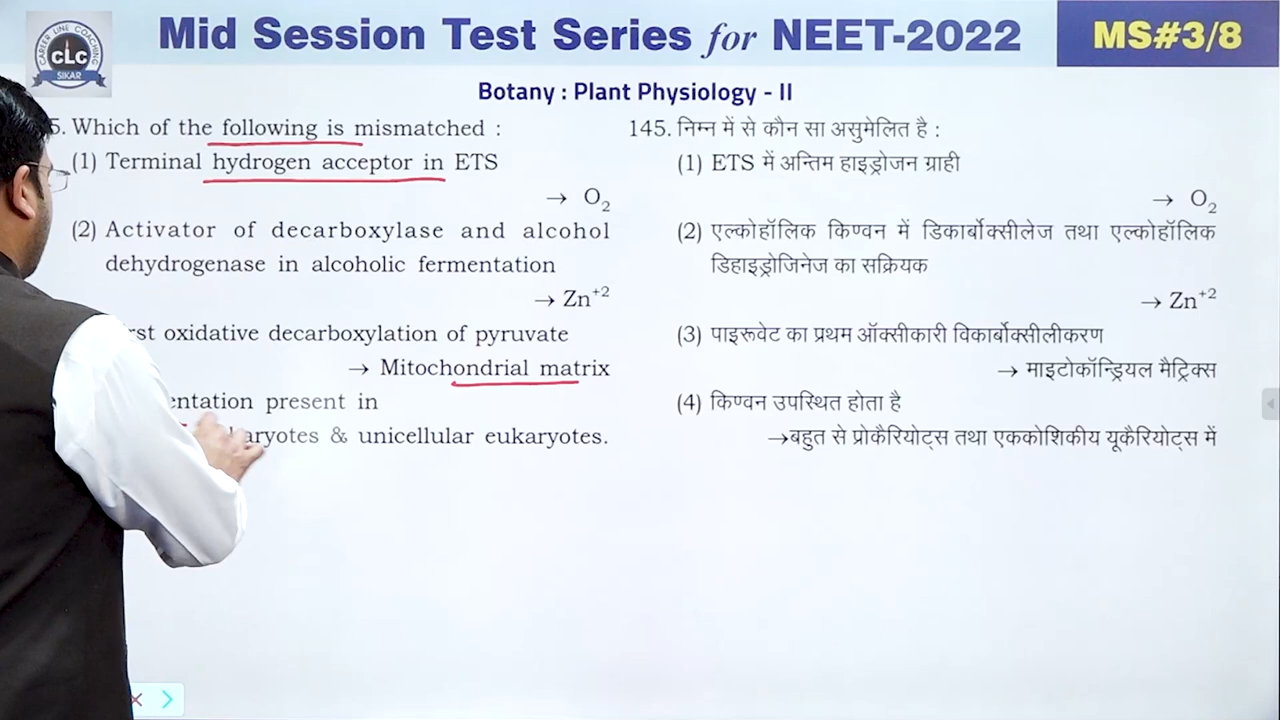 CAREER LINE COACHING
CLC
SIKAR
Mid Session Test Series for NEET-2022
MS#3/8
Botany : Plant Physiology - II
5. Which of the following is mismatched :
(1) Terminal hydrogen acceptor in ETS
→ O₂
(2) Activator of decarboxylase and alcohol
dehydrogenase in alcoholic fermentation
→ Zn⁺²
oxidative decarboxylation of pyruvate
→ Mitochondrial matrix
present in
& unicellular eukaryotes.
145. निम्न में से कौन सा असुमेलित है :
(1) ETS में अन्तिम हाइड्रोजन ग्राही
→ O₂
(2) एल्कोहॉलिक किण्वन में डिकार्बोक्सीलेज तथा एल्कोहॉलिक
डिहाइड्रोजिनेज का सक्रियक
→ Zn⁺²
(3) पाइरूवेट का प्रथम ऑक्सीकारी विकार्बोक्सीलीकरण
→ माइटोकॉन्ड्रियल मैट्रिक्स
(4) किण्वन उपस्थित होता है
→बहुत से प्रोकैरियोट्स तथा एककोशिकीय यूकैरियोट्स में